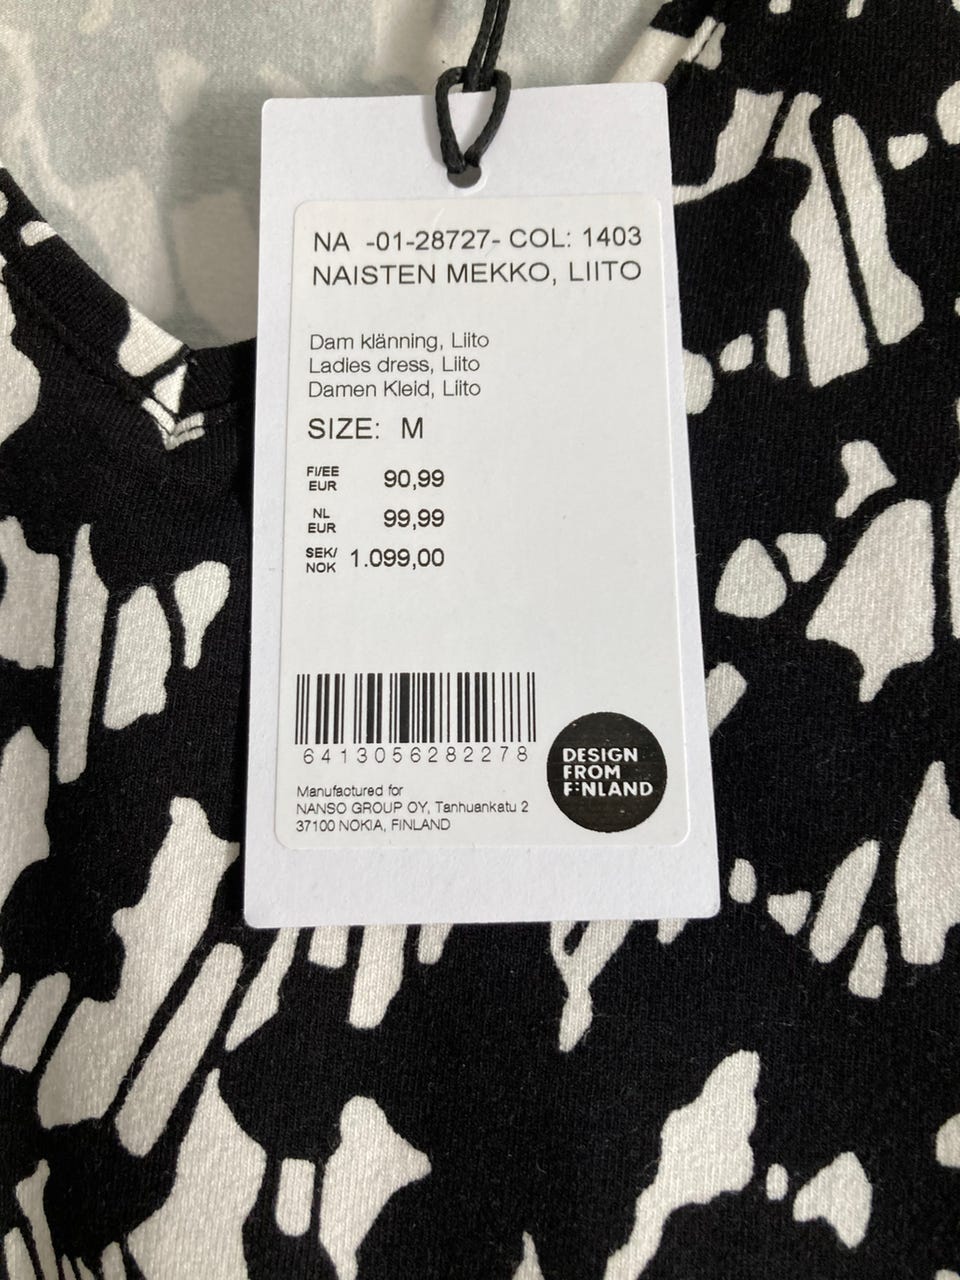 NA -01-28727- COL: 1403
NAISTEN MEKKO, LIITO
Dam klänning, Liito
Ladies dress, Liito
Damen Kleid, Liito
SIZE: M
FI/EE
EUR 90,99
NL
EUR 99,99
SEK/
NOK 1.099,00
6413056282278
Manufactured for
NANSO GROUP OY, Tanhuankatu 2
37100 NOKIA, FINLAND
DESIGN
FROM
FINLAND